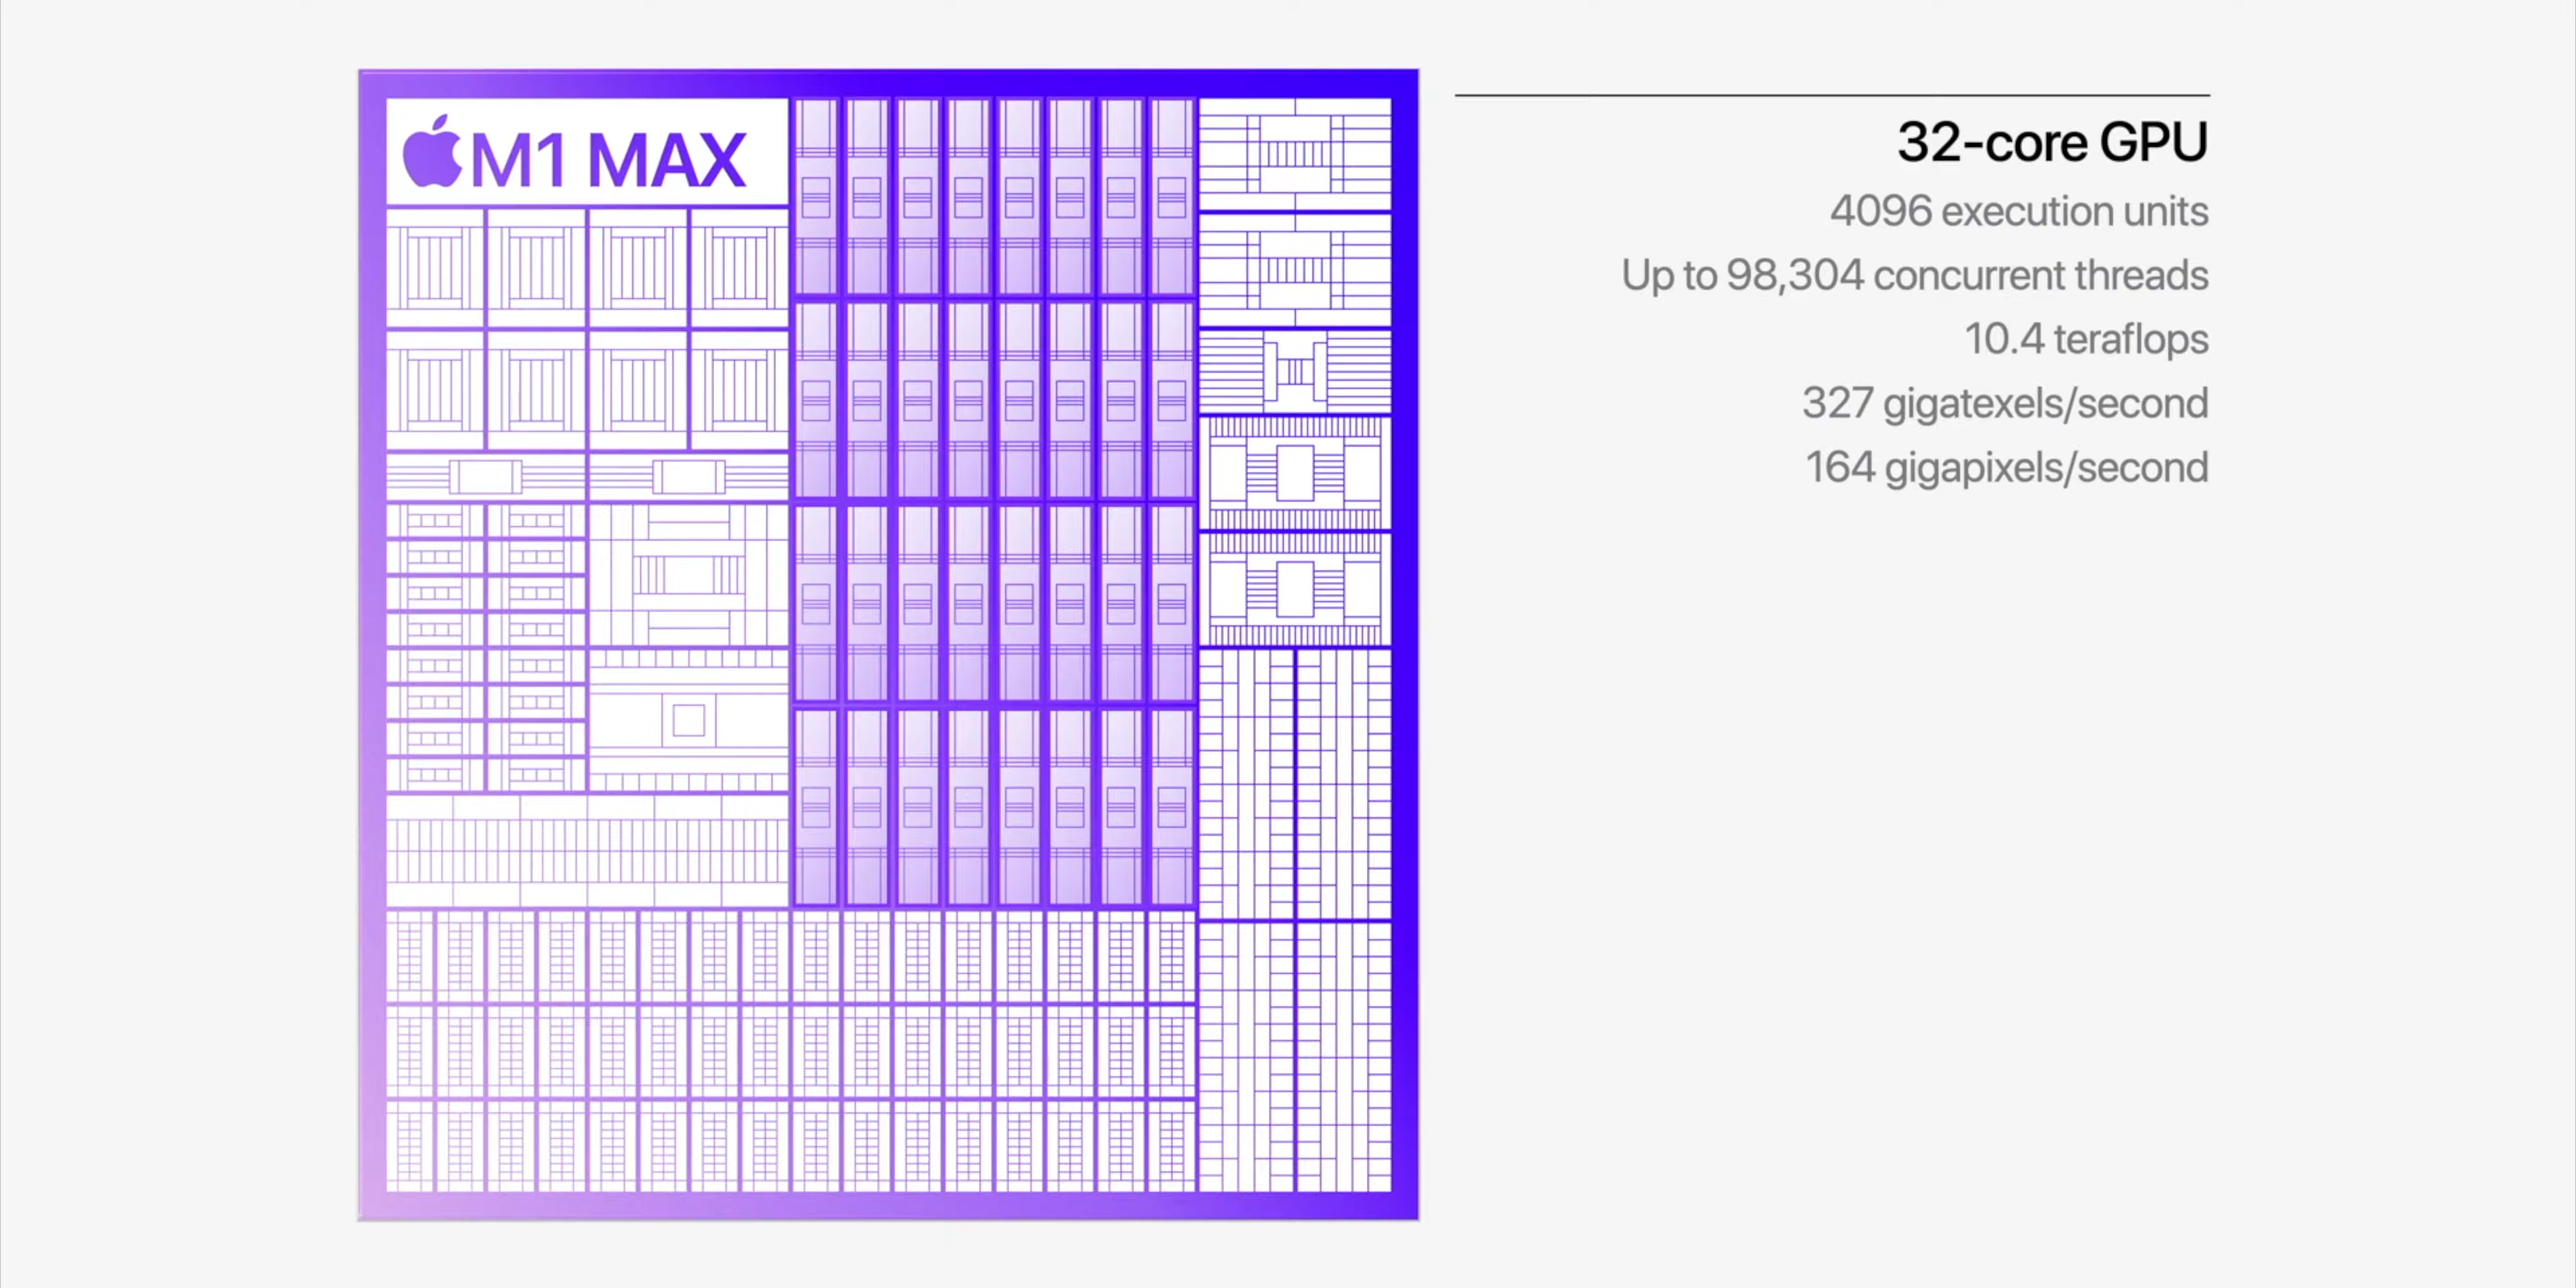 M1 MAX
32-core GPU
4096 execution units
Up to 98,304 concurrent threads
10.4 teraflops
327 gigatexels/second
164 gigapixels/second